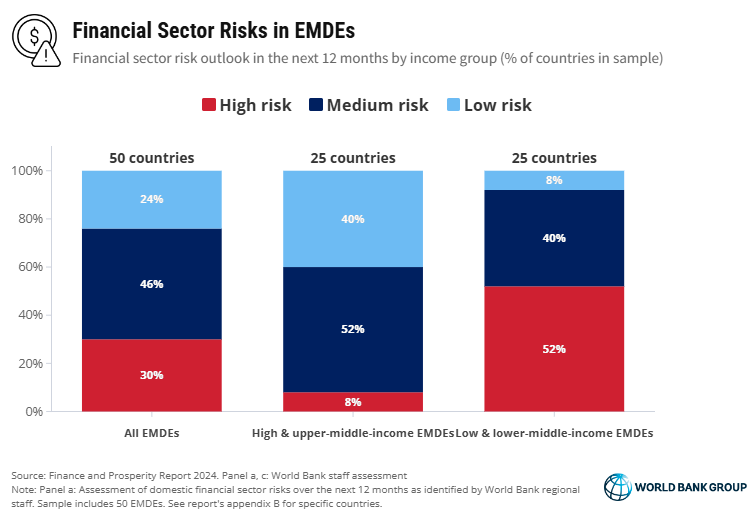 $
!
Financial Sector Risks in EMDEs
Financial sector risk outlook in the next 12 months by income group (% of countries in sample)
High risk Medium risk Low risk
50 countries 25 countries 25 countries
100%
80%
60%
40%
20%
0%
24%
46%
30%
40%
52%
8%
8%
40%
52%
All EMDEs High & upper-middle-income EMDEs Low & lower-middle-income EMDEs
Source: Finance and Prosperity Report 2024. Panel a, c: World Bank staff assessment
Note: Panel a: Assessment of domestic financial sector risks over the next 12 months as identified by World Bank regional
staff. Sample includes 50 EMDEs. See report's appendix B for specific countries.
WORLD BANK GROUP